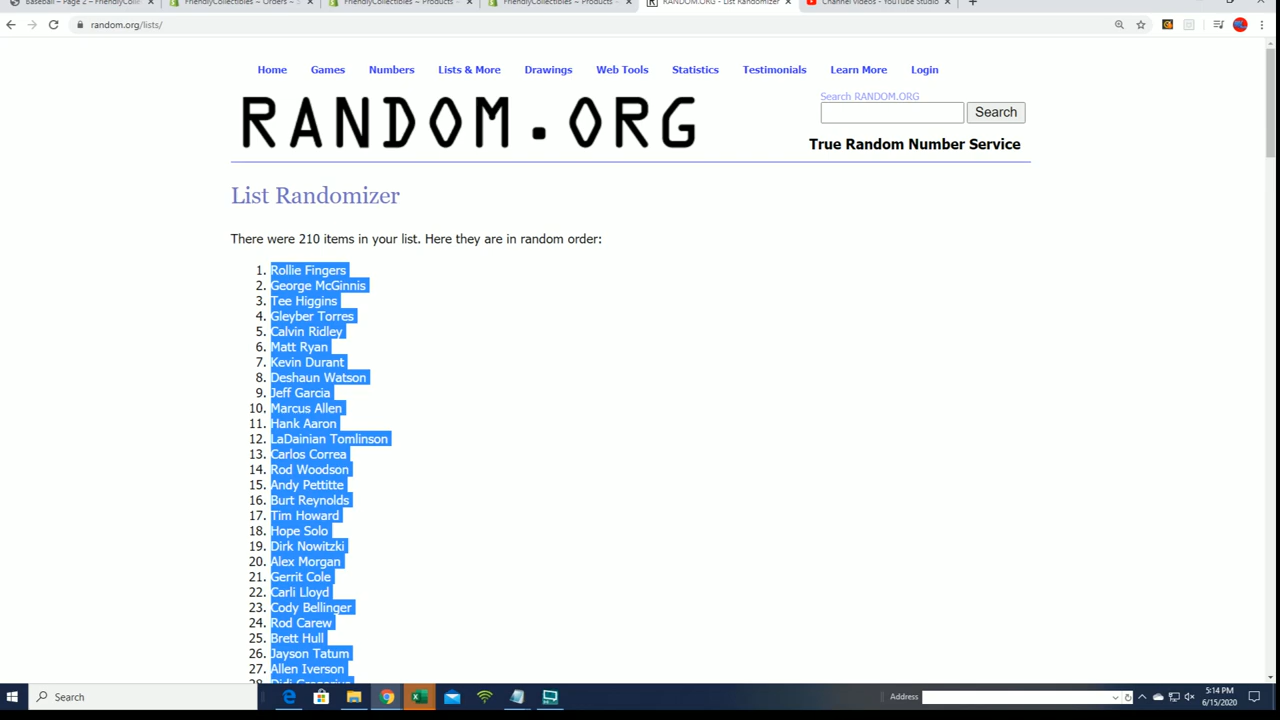 Baseball ~ Page 2 ~ FriendlyCol
FriendlyCollectibles ~ Orders ~ S
FriendlyCollectibles ~ Products ~
FriendlyCollectibles ~ Products ~
RANDOM.ORG - List Randomizer
Channel videos - YouTube Studio
random.org/lists/
Home Games Numbers Lists & More Drawings Web Tools Statistics Testimonials Learn More Login
Search RANDOM.ORG
RANDOM.ORG
Search
True Random Number Service
List Randomizer
There were 210 items in your list. Here they are in random order:
1. Rollie Fingers
2. George McGinnis
3. Tee Higgins
4. Gleyber Torres
5. Calvin Ridley
6. Matt Ryan
7. Kevin Durant
8. Deshaun Watson
9. Jeff Garcia
10. Marcus Allen
11. Hank Aaron
12. LaDainian Tomlinson
13. Carlos Correa
14. Rod Woodson
15. Andy Pettitte
16. Burt Reynolds
17. Tim Howard
18. Hope Solo
19. Dirk Nowitzki
20. Alex Morgan
21. Gerrit Cole
22. Carli Lloyd
23. Cody Bellinger
24. Rod Carew
25. Brett Hull
26. Jayson Tatum
27. Allen Iverson
28. Didi Gregorius
Search
Address
5:14 PM
6/15/2020